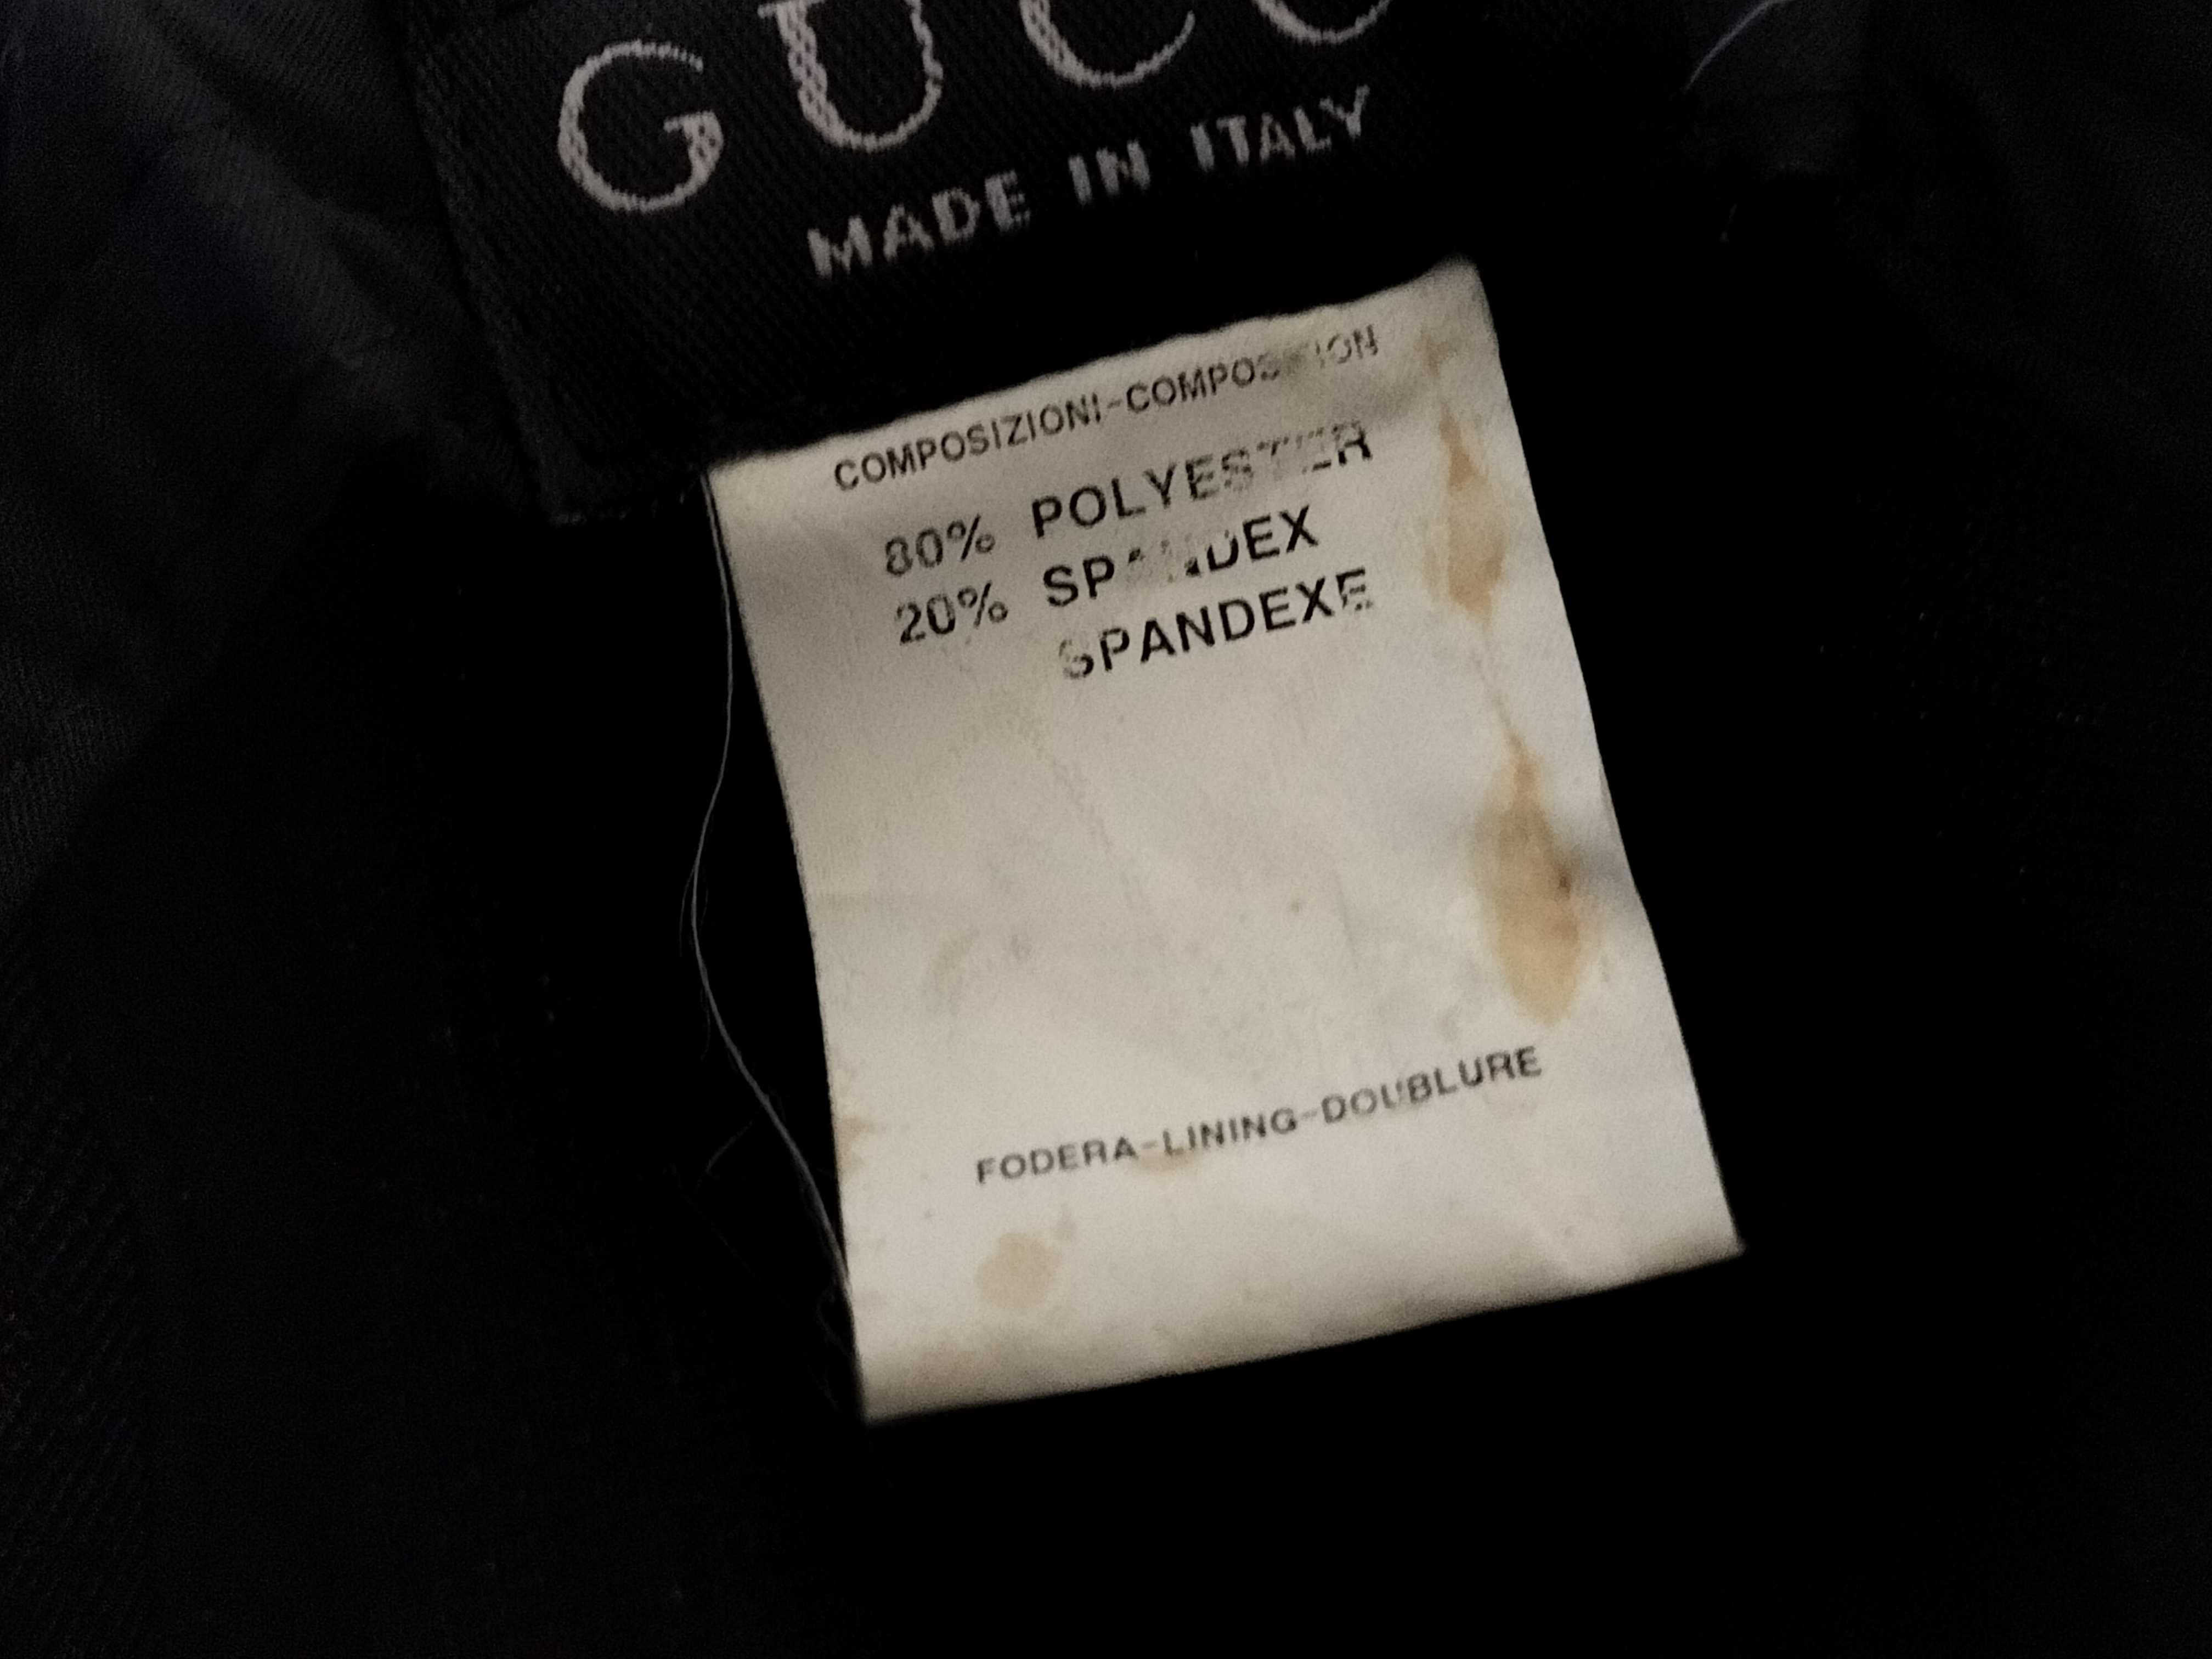 GUCC
MADE IN ITALY
COMPOSIZIONI-COMPOSITION
80% POLYESTER
20% SPANDEX
SPANDEXE
FODERA-LINING-DOUBLURE